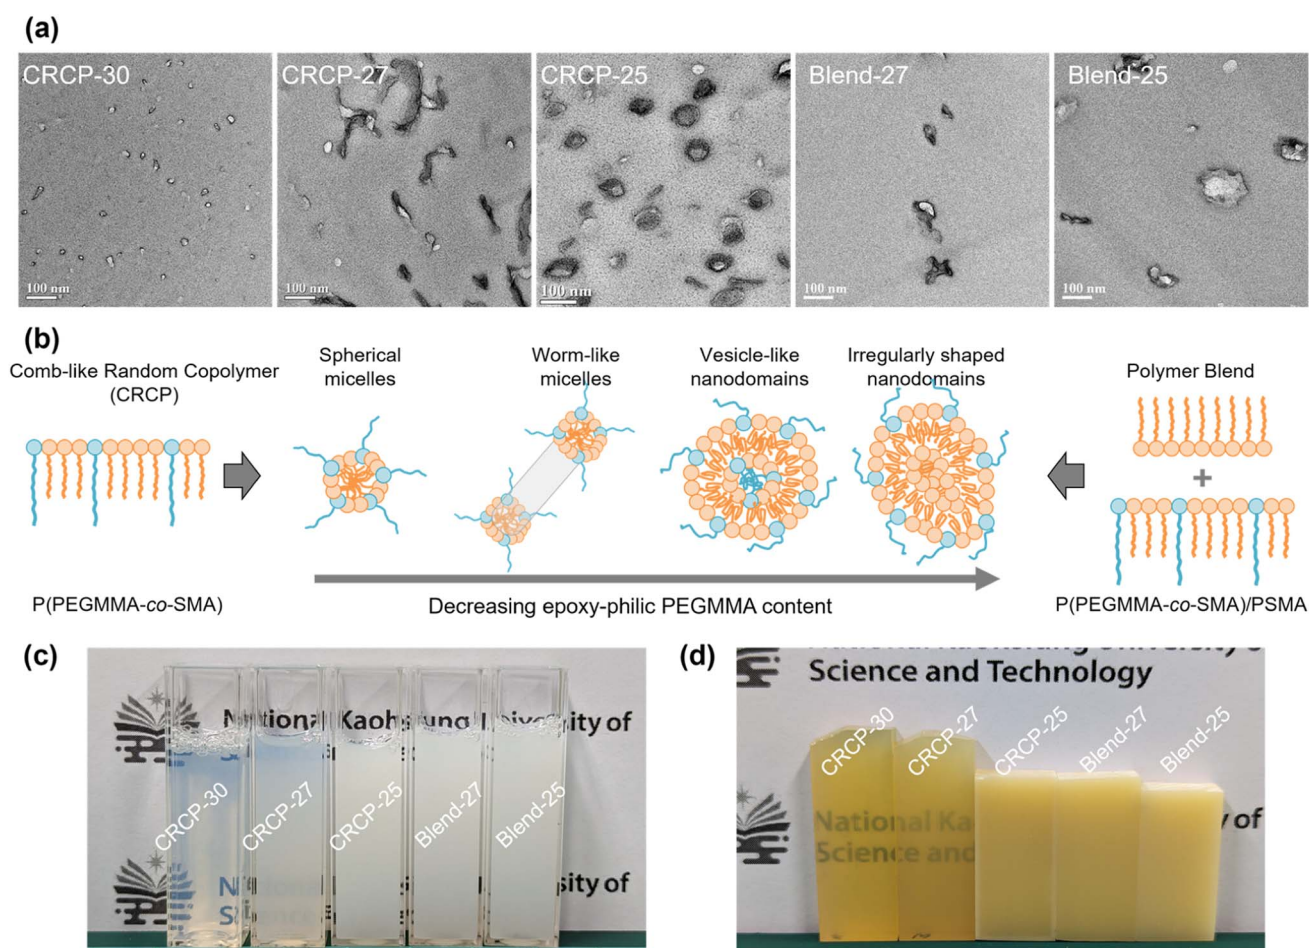 (a)
CRCP-30
CRCP-27
CRCP-25
Blend-27
Blend-25
100 nm
100 nm
100 nm
100 nm
100 nm
(b)
Comb-like Random Copolymer
(CRCP)
Spherical
micelles
Worm-like
micelles
Vesicle-like
nanodomains
Irregularly shaped
nanodomains
Polymer Blend
+
P(PEGMMA-co-SMA)
Decreasing epoxy-philic PEGMMA content
P(PEGMMA-co-SMA)/PSMA
(c)
National Kaohsiung University of
CRCP-30
CRCP-27
CRCP-25
Blend-27
Blend-25
sity of
Science
(d)
Science and Technology
CRCP-30
CRCP-27
CRCP-25
Blend-27
Blend-25
National Ka
y of
Science and